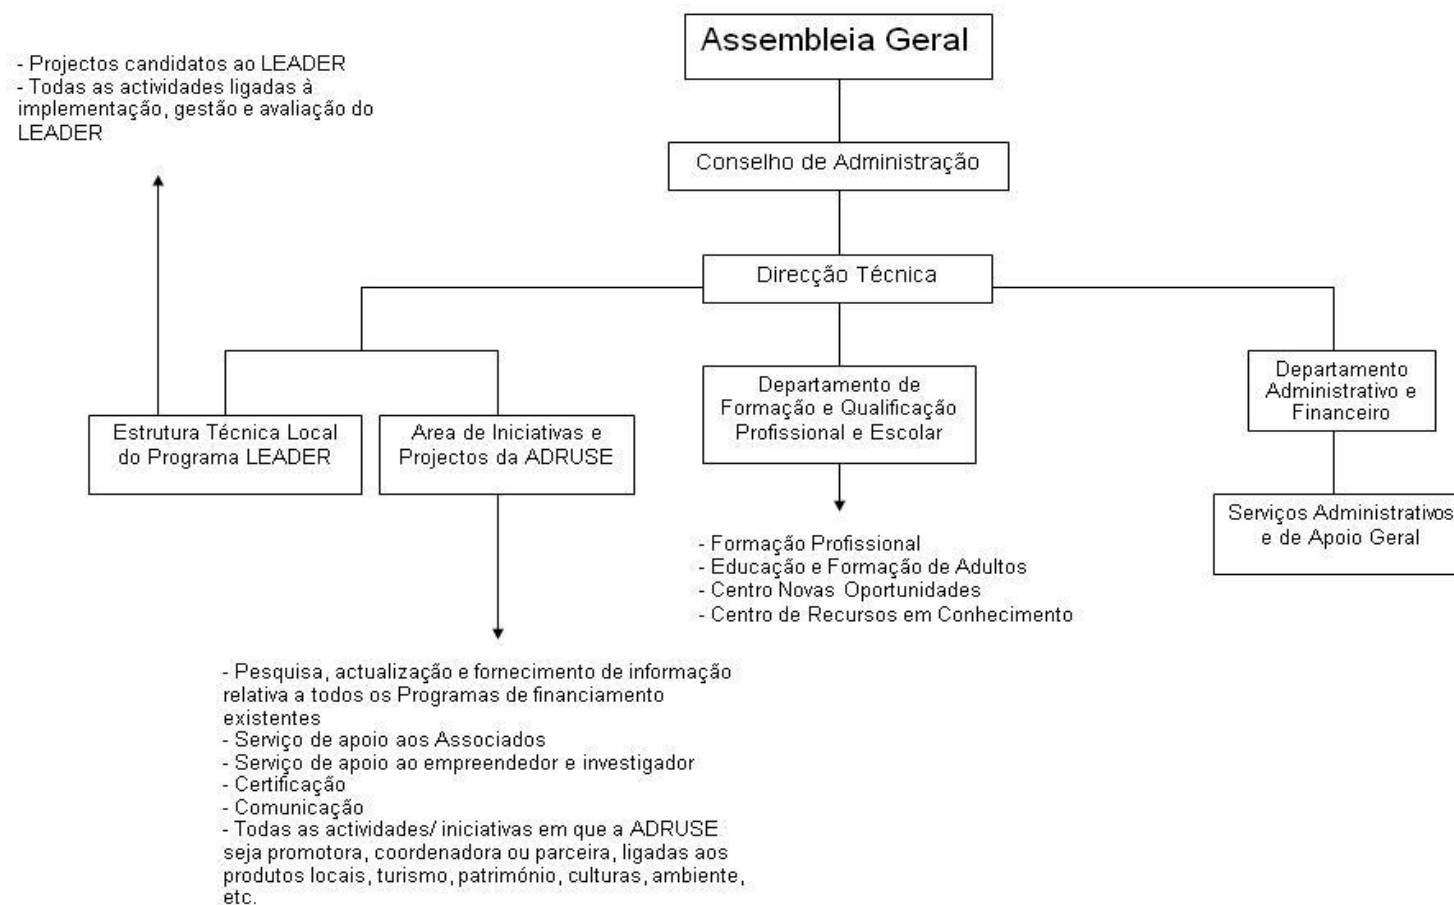 Assembleia Geral
- Projectos candidatos ao LEADER
- Todas as actividades ligadas à
implementação, gestão e avaliação do
LEADER
Conselho de Administração
Direcção Técnica
Estrutura Técnica Local
do Programa LEADER
Area de Iniciativas e
Projectos da ADRUSE
Departamento de
Formação e Qualificação
Profissional e Escolar
Departamento
Administrativo e
Financeiro
Serviços Administrativos
e de Apoio Geral
- Formação Profissional
- Educação e Formação de Adultos
- Centro Novas Oportunidades
- Centro de Recursos em Conhecimento
- Pesquisa, actualização e fornecimento de informação
relativa a todos os Programas de financiamento
existentes
- Serviço de apoio aos Associados
- Serviço de apoio ao empreendedor e investigador
- Certificação
- Comunicação
- Todas as actividades/ iniciativas em que a ADRUSE
seja promotora, coordenadora ou parceira, ligadas aos
produtos locais, turismo, património, culturas, ambiente,
etc.